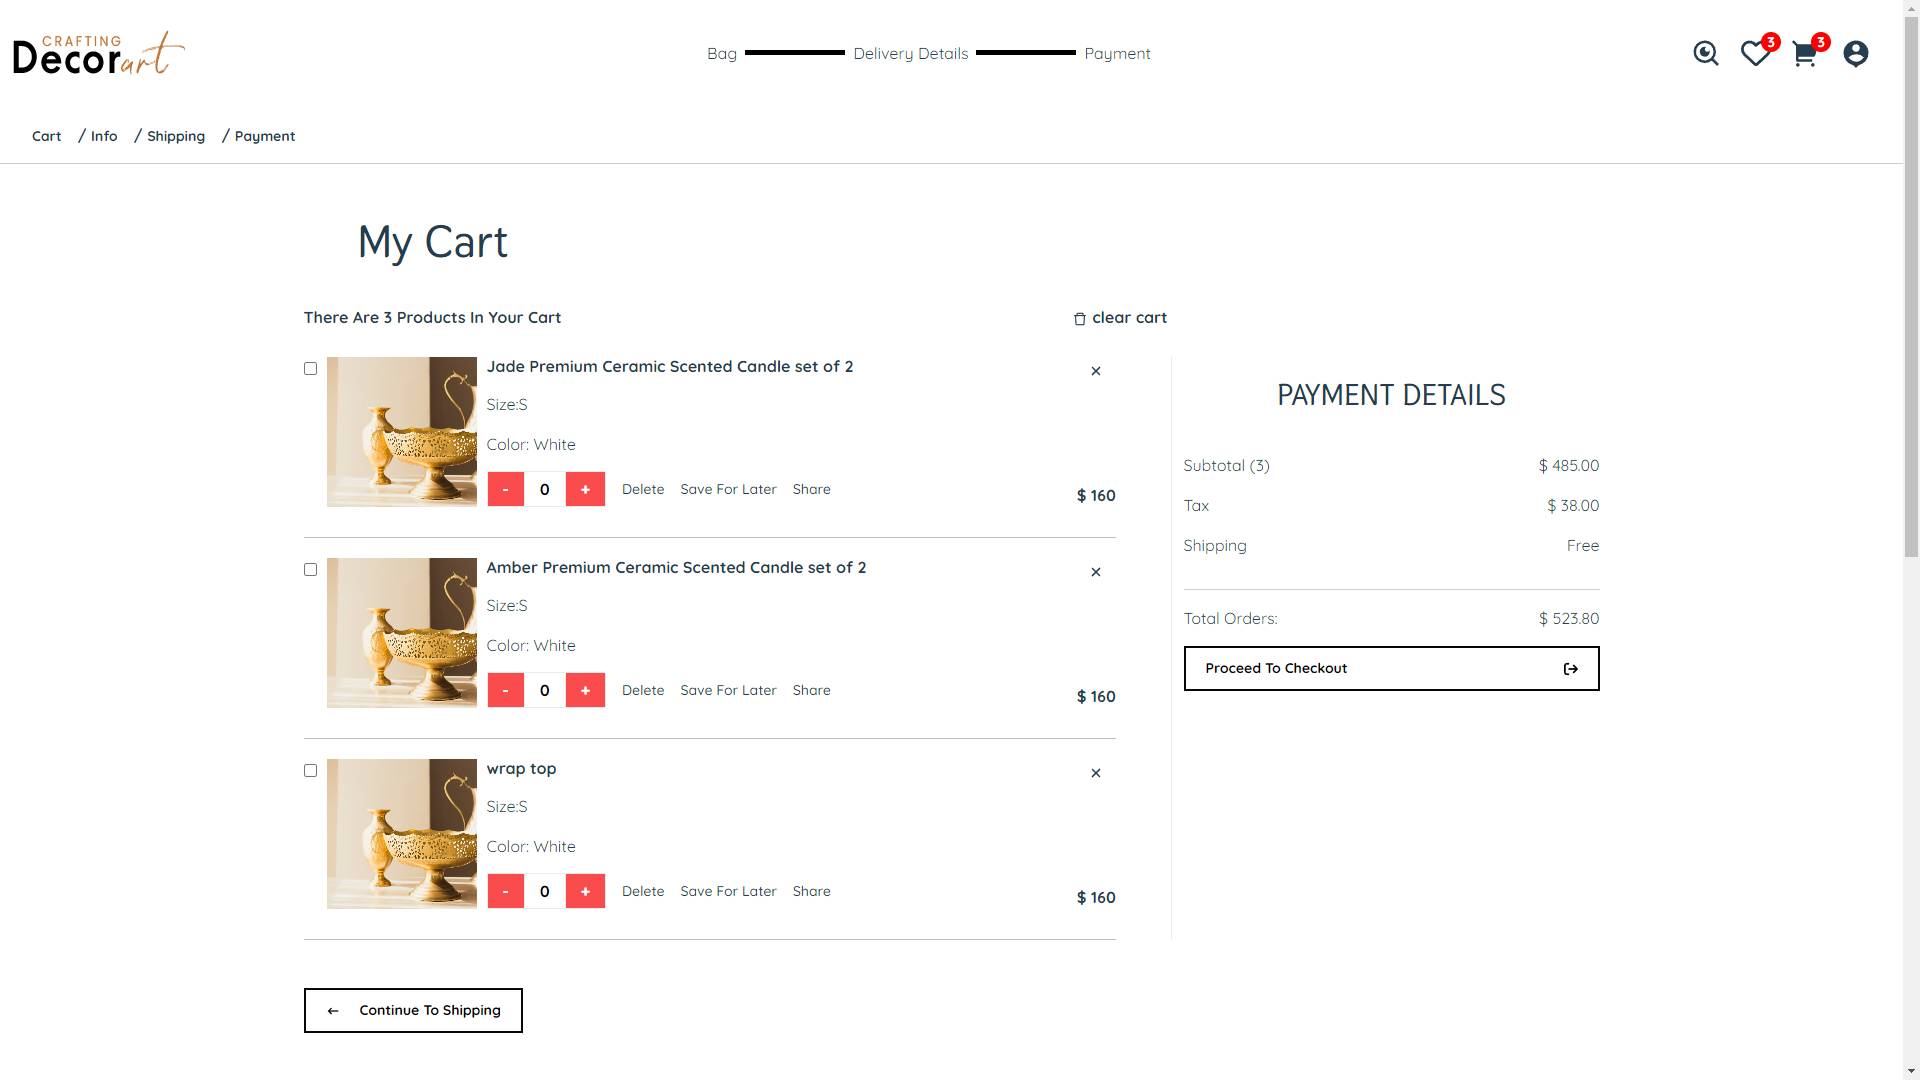 CRAFTING
Decorart
Bag Delivery Details Payment
3 3
Cart / Info / Shipping / Payment
My Cart
There Are 3 Products In Your Cart
clear cart
Jade Premium Ceramic Scented Candle set of 2
Size:S
Color: White
- 0 + Delete Save For Later Share
$ 160
Amber Premium Ceramic Scented Candle set of 2
Size:S
Color: White
- 0 + Delete Save For Later Share
$ 160
wrap top
Size:S
Color: White
- 0 + Delete Save For Later Share
$ 160
Continue To Shipping
PAYMENT DETAILS
Subtotal (3) $ 485.00
Tax $ 38.00
Shipping Free
Total Orders: $ 523.80
Proceed To Checkout